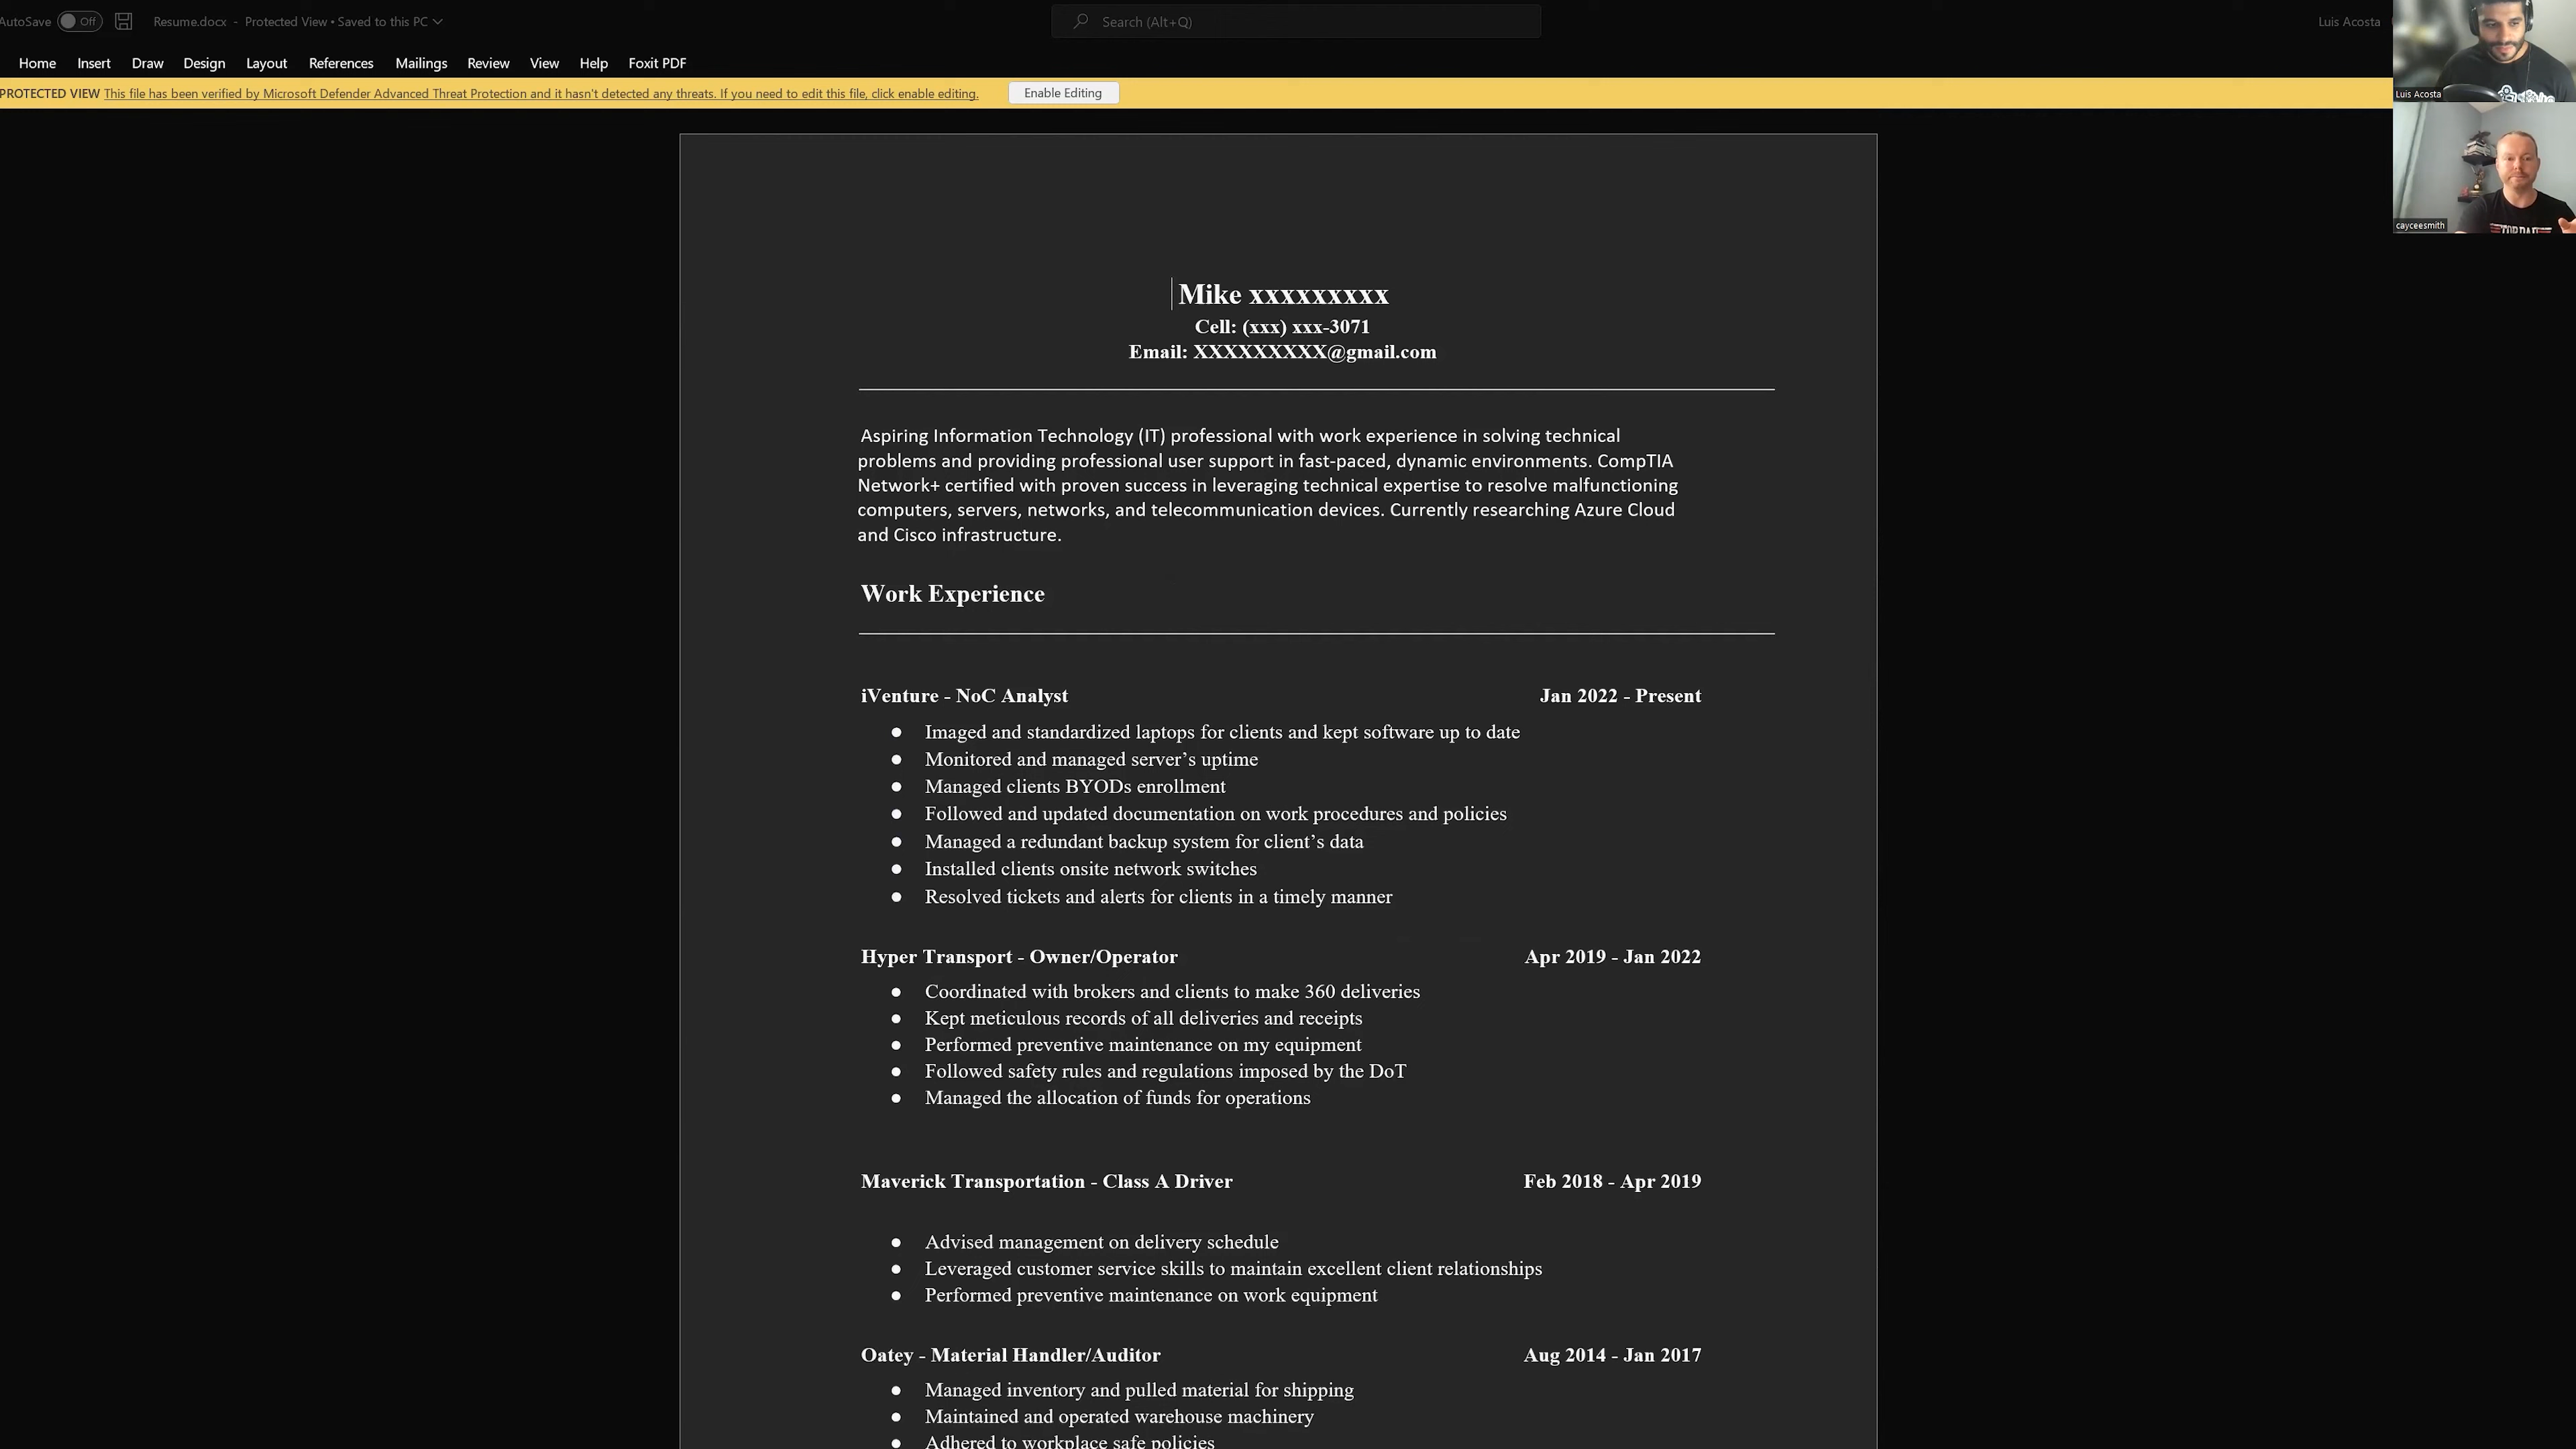 AutoSave Off Resume.docx - Protected View • Saved to this PC Search (Alt+Q) Luis Acosta
Home Insert Draw Design Layout References Mailings Review View Help Foxit PDF
PROTECTED VIEW This file has been verified by Microsoft Defender Advanced Threat Protection and it hasn't detected any threats. If you need to edit this file, click enable editing. Enable Editing
Luis Acosta
cayceesmith
Mike xxxxxxxxx
Cell: (xxx) xxx-3071
Email: XXXXXXXXX@gmail.com
Aspiring Information Technology (IT) professional with work experience in solving technical
problems and providing professional user support in fast-paced, dynamic environments. CompTIA
Network+ certified with proven success in leveraging technical expertise to resolve malfunctioning
computers, servers, networks, and telecommunication devices. Currently researching Azure Cloud
and Cisco infrastructure.
Work Experience
iVenture - NoC Analyst Jan 2022 - Present
● Imaged and standardized laptops for clients and kept software up to date
● Monitored and managed server’s uptime
● Managed clients BYODs enrollment
● Followed and updated documentation on work procedures and policies
● Managed a redundant backup system for client’s data
● Installed clients onsite network switches
● Resolved tickets and alerts for clients in a timely manner
Hyper Transport - Owner/Operator Apr 2019 - Jan 2022
● Coordinated with brokers and clients to make 360 deliveries
● Kept meticulous records of all deliveries and receipts
● Performed preventive maintenance on my equipment
● Followed safety rules and regulations imposed by the DoT
● Managed the allocation of funds for operations
Maverick Transportation - Class A Driver Feb 2018 - Apr 2019
● Advised management on delivery schedule
● Leveraged customer service skills to maintain excellent client relationships
● Performed preventive maintenance on work equipment
Oatey - Material Handler/Auditor Aug 2014 - Jan 2017
● Managed inventory and pulled material for shipping
● Maintained and operated warehouse machinery
● Adhered to workplace safe policies